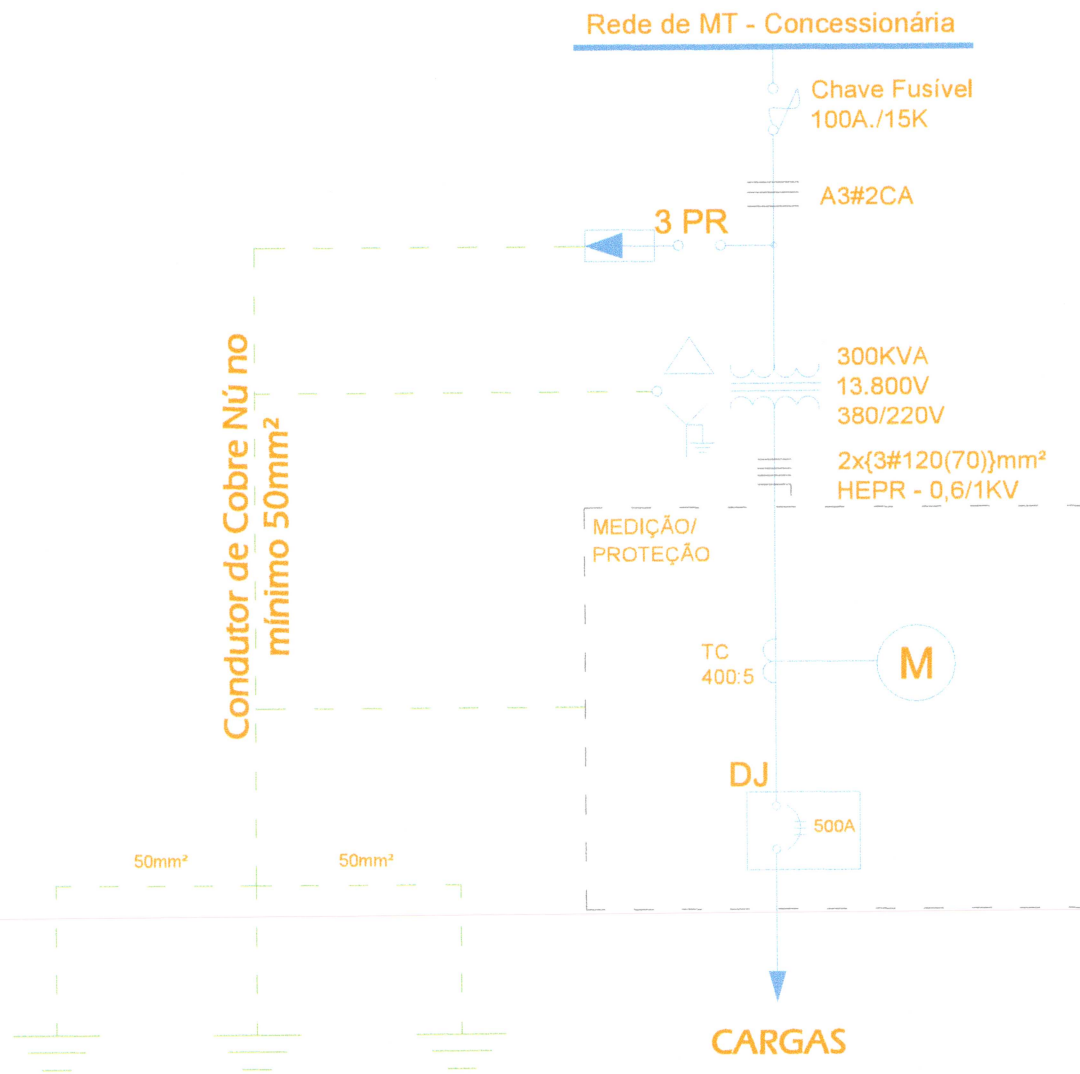 Rede de MT - Concessionária
Chave Fusível
100A./15K
A3#2CA
3 PR
300KVA
13.800V
380/220V
2x{3#120(70)}mm²
HEPR - 0,6/1KV
Condutor de Cobre Nú no
mínimo 50mm²
MEDIÇÃO/
PROTEÇÃO
TC
400:5
M
DJ
500A
50mm²
50mm²
CARGAS